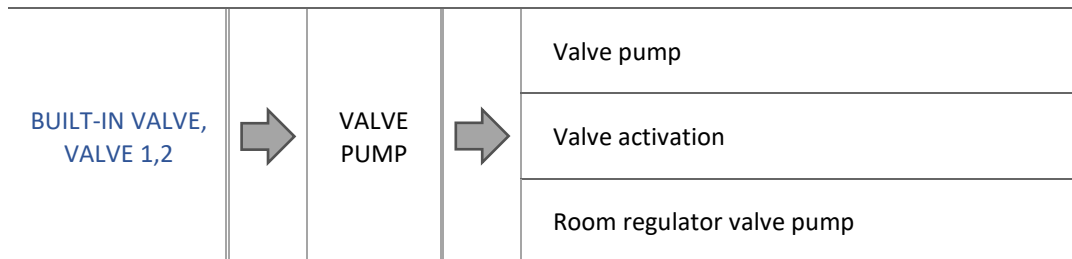 BUILT-IN VALVE,
VALVE 1,2
VALVE
PUMP
Valve pump
Valve activation
Room regulator valve pump